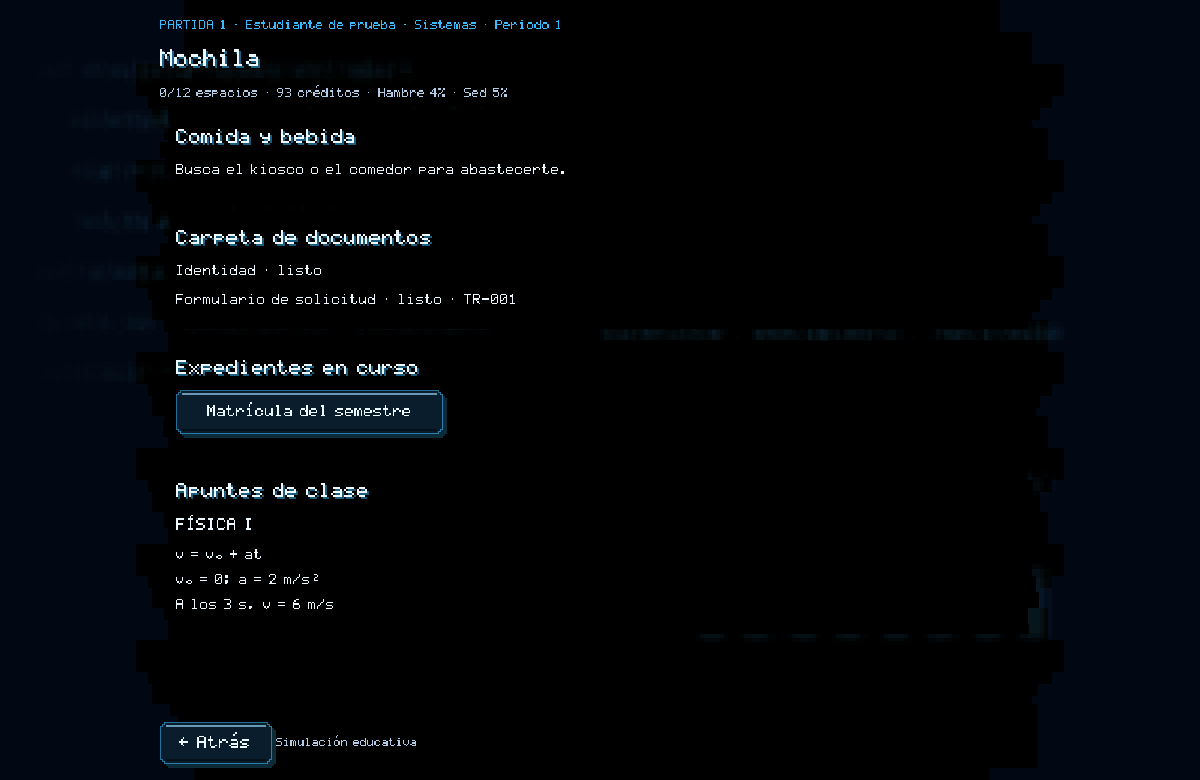 PARTIDA 1 · Estudiante de prueba · Sistemas · Periodo 1
Mochila
0/12 espacios · 93 créditos · Hambre 4% · Sed 5%
Comida y bebida
Busca el kiosco o el comedor para abastecerte.
Carpeta de documentos
Identidad · listo
Formulario de solicitud · listo · TR-001
Expedientes en curso
Matrícula del semestre
Apuntes de clase
FÍSICA I
v = v₀ + at
v₀ = 0; a = 2 m/s²
A los 3 s, v = 6 m/s
← Atrás
Simulación educativa